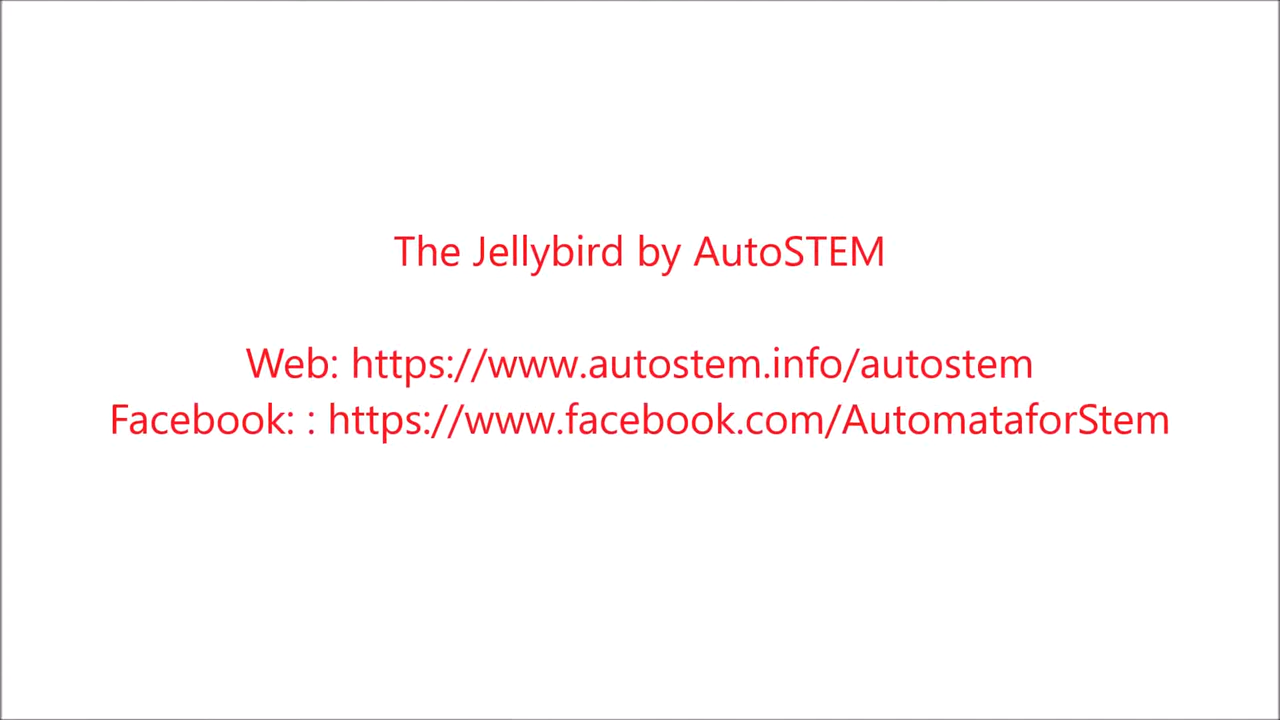 The Jellybird by AutoSTEM
Web: https://www.autostem.info/autostem
Facebook: : https://www.facebook.com/AutomataforStem